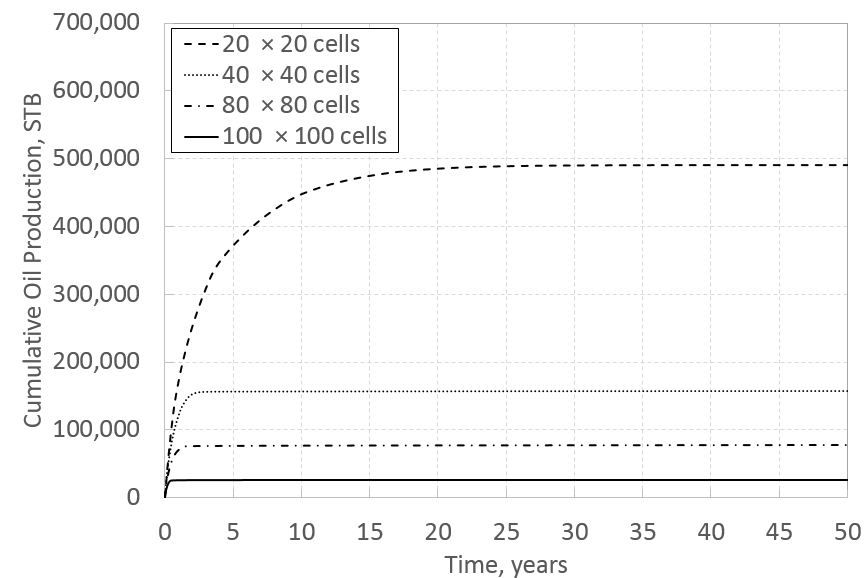 700,000
600,000
500,000
400,000
300,000
200,000
100,000
0
Cumulative Oil Production, STB
20 × 20 cells
40 × 40 cells
80 × 80 cells
100 × 100 cells
0 5 10 15 20 25 30 35 40 45 50
Time, years